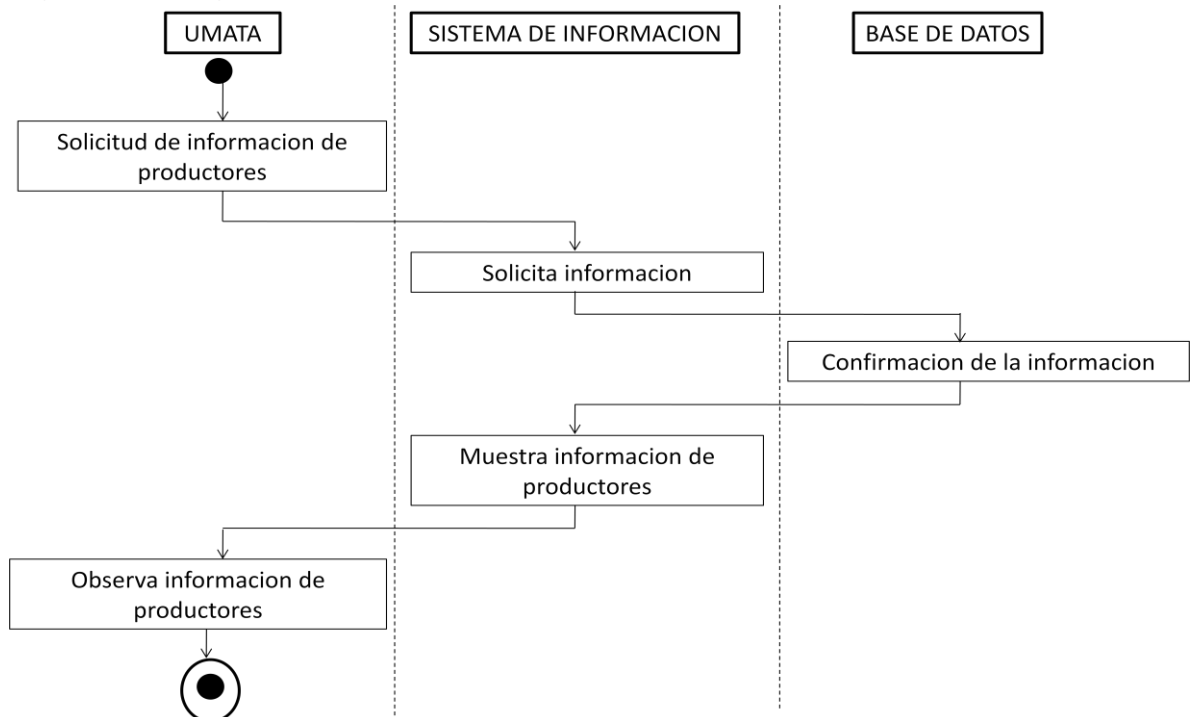 UMATA
SISTEMA DE INFORMACION
BASE DE DATOS
Solicitud de informacion de
productores
Solicita informacion
Confirmacion de la informacion
Muestra informacion de
productores
Observa informacion de
productores